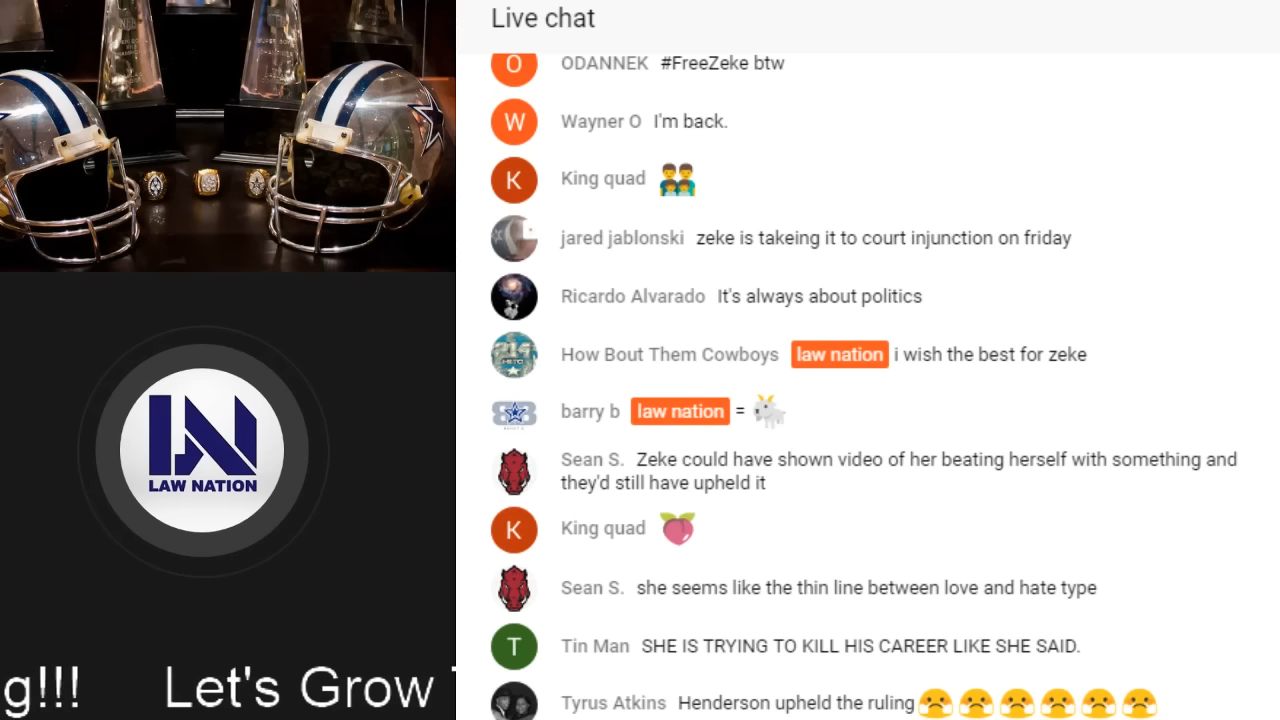 Live chat
O ODANNEK #FreeZeke btw
W Wayner O I'm back.
K King quad
jared jablonski zeke is takeing it to court injunction on friday
Ricardo Alvarado It's always about politics
How Bout Them Cowboys law nation i wish the best for zeke
barry b law nation =
Sean S. Zeke could have shown video of her beating herself with something and
they'd still have upheld it
K King quad
Sean S. she seems like the thin line between love and hate type
T Tin Man SHE IS TRYING TO KILL HIS CAREER LIKE SHE SAID.
Tyrus Atkins Henderson upheld the ruling
LN
LAW NATION
g!!! Let's Grow